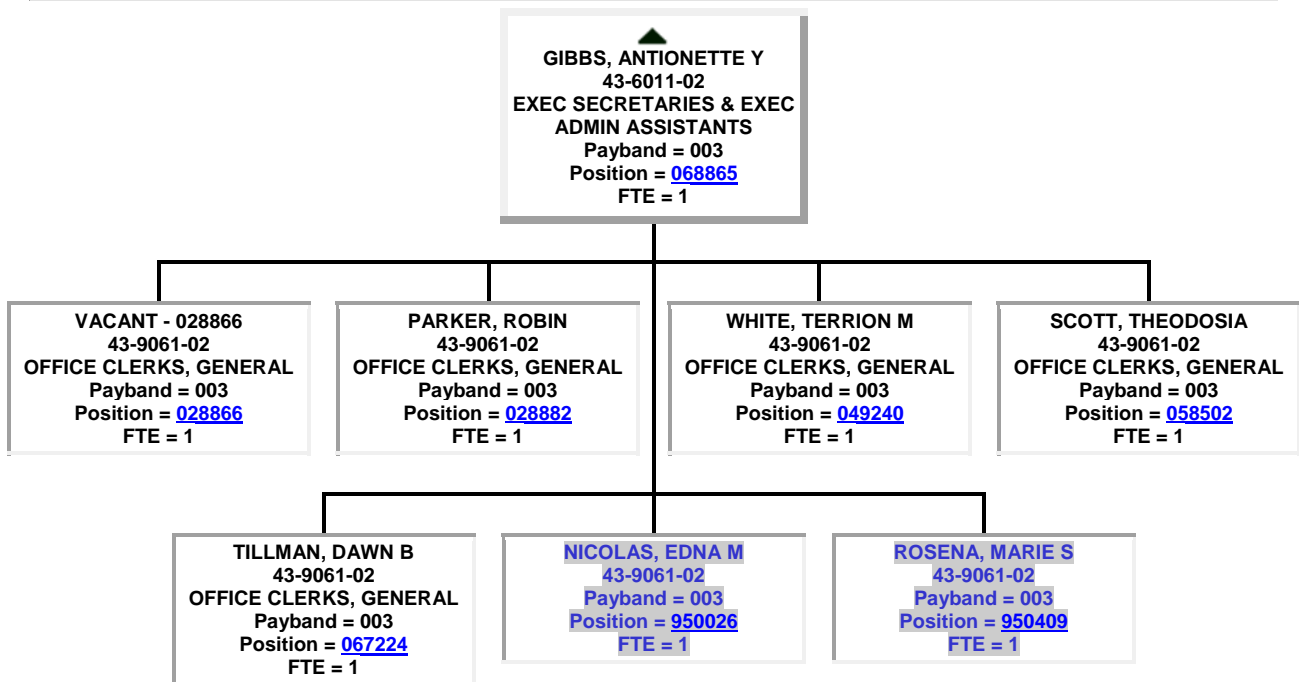 GIBBS, ANTIONETTE Y
43-6011-02
EXEC SECRETARIES & EXEC
ADMIN ASSISTANTS
Payband = 003
Position = 068865
FTE = 1
VACANT - 028866
43-9061-02
OFFICE CLERKS, GENERAL
Payband = 003
Position = 028866
FTE = 1
PARKER, ROBIN
43-9061-02
OFFICE CLERKS, GENERAL
Payband = 003
Position = 028882
FTE = 1
WHITE, TERRION M
43-9061-02
OFFICE CLERKS, GENERAL
Payband = 003
Position = 049240
FTE = 1
SCOTT, THEODOSIA
43-9061-02
OFFICE CLERKS, GENERAL
Payband = 003
Position = 058502
FTE = 1
TILLMAN, DAWN B
43-9061-02
OFFICE CLERKS, GENERAL
Payband = 003
Position = 067224
FTE = 1
NICOLAS, EDNA M
43-9061-02
Payband = 003
Position = 950026
FTE = 1
ROSENA, MARIE S
43-9061-02
Payband = 003
Position = 950409
FTE = 1